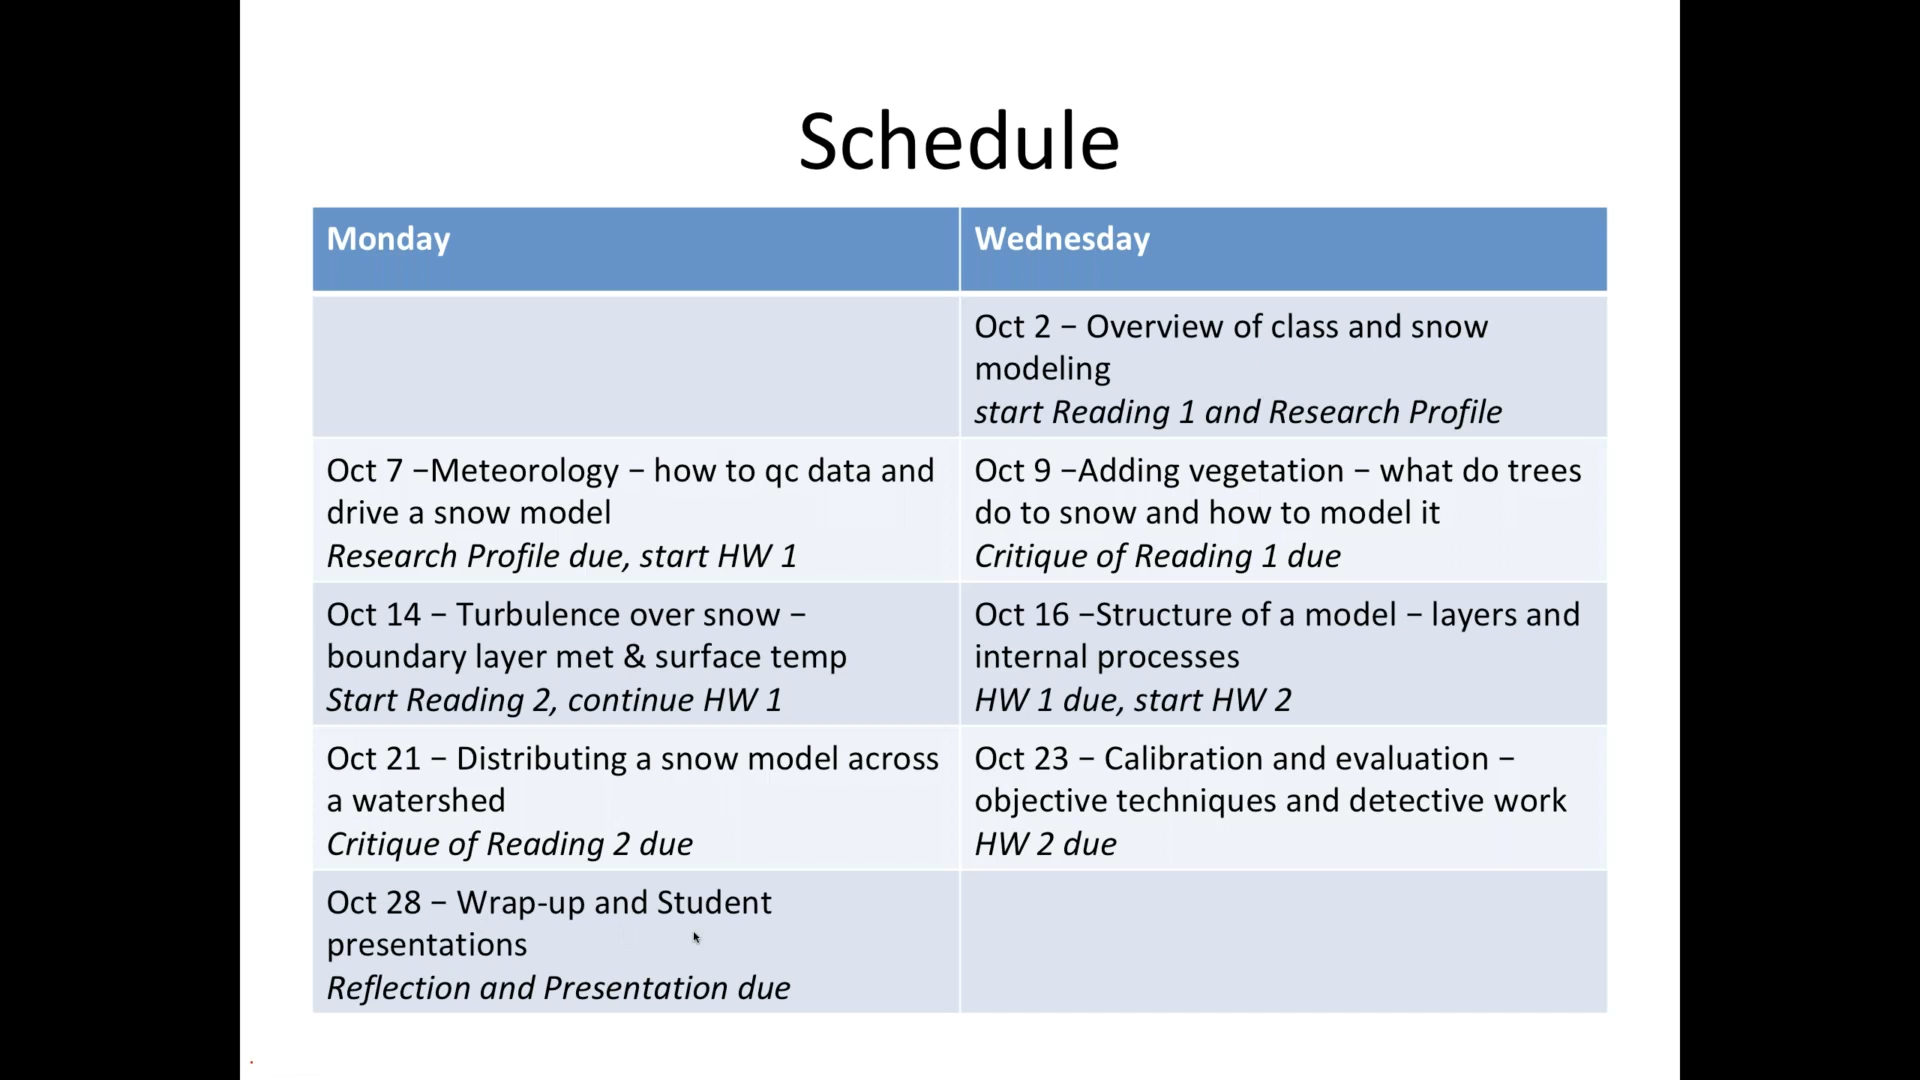 Schedule
Monday
Wednesday
Oct 2 – Overview of class and snow
modeling
start Reading 1 and Research Profile
Oct 7 –Meteorology – how to qc data and
drive a snow model
Research Profile due, start HW 1
Oct 9 –Adding vegetation – what do trees
do to snow and how to model it
Critique of Reading 1 due
Oct 14 – Turbulence over snow –
boundary layer met & surface temp
Start Reading 2, continue HW 1
Oct 16 –Structure of a model – layers and
internal processes
HW 1 due, start HW 2
Oct 21 – Distributing a snow model across
a watershed
Critique of Reading 2 due
Oct 23 – Calibration and evaluation –
objective techniques and detective work
HW 2 due
Oct 28 – Wrap-up and Student
presentations
Reflection and Presentation due